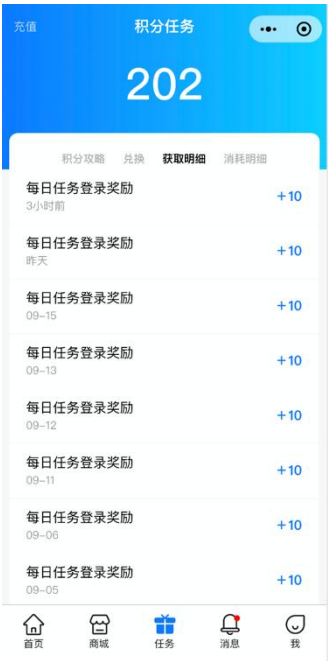 充值
积分任务
202
积分攻略 兑换 获取明细 消耗明细
每日任务登录奖励
+10
3小时前
每日任务登录奖励
+10
昨天
每日任务登录奖励
+10
09-15
每日任务登录奖励
+10
09-13
每日任务登录奖励
+10
09-12
每日任务登录奖励
+10
09-11
每日任务登录奖励
+10
09-06
每日任务登录奖励
+10
09-05
首页 商城 任务 消息 我